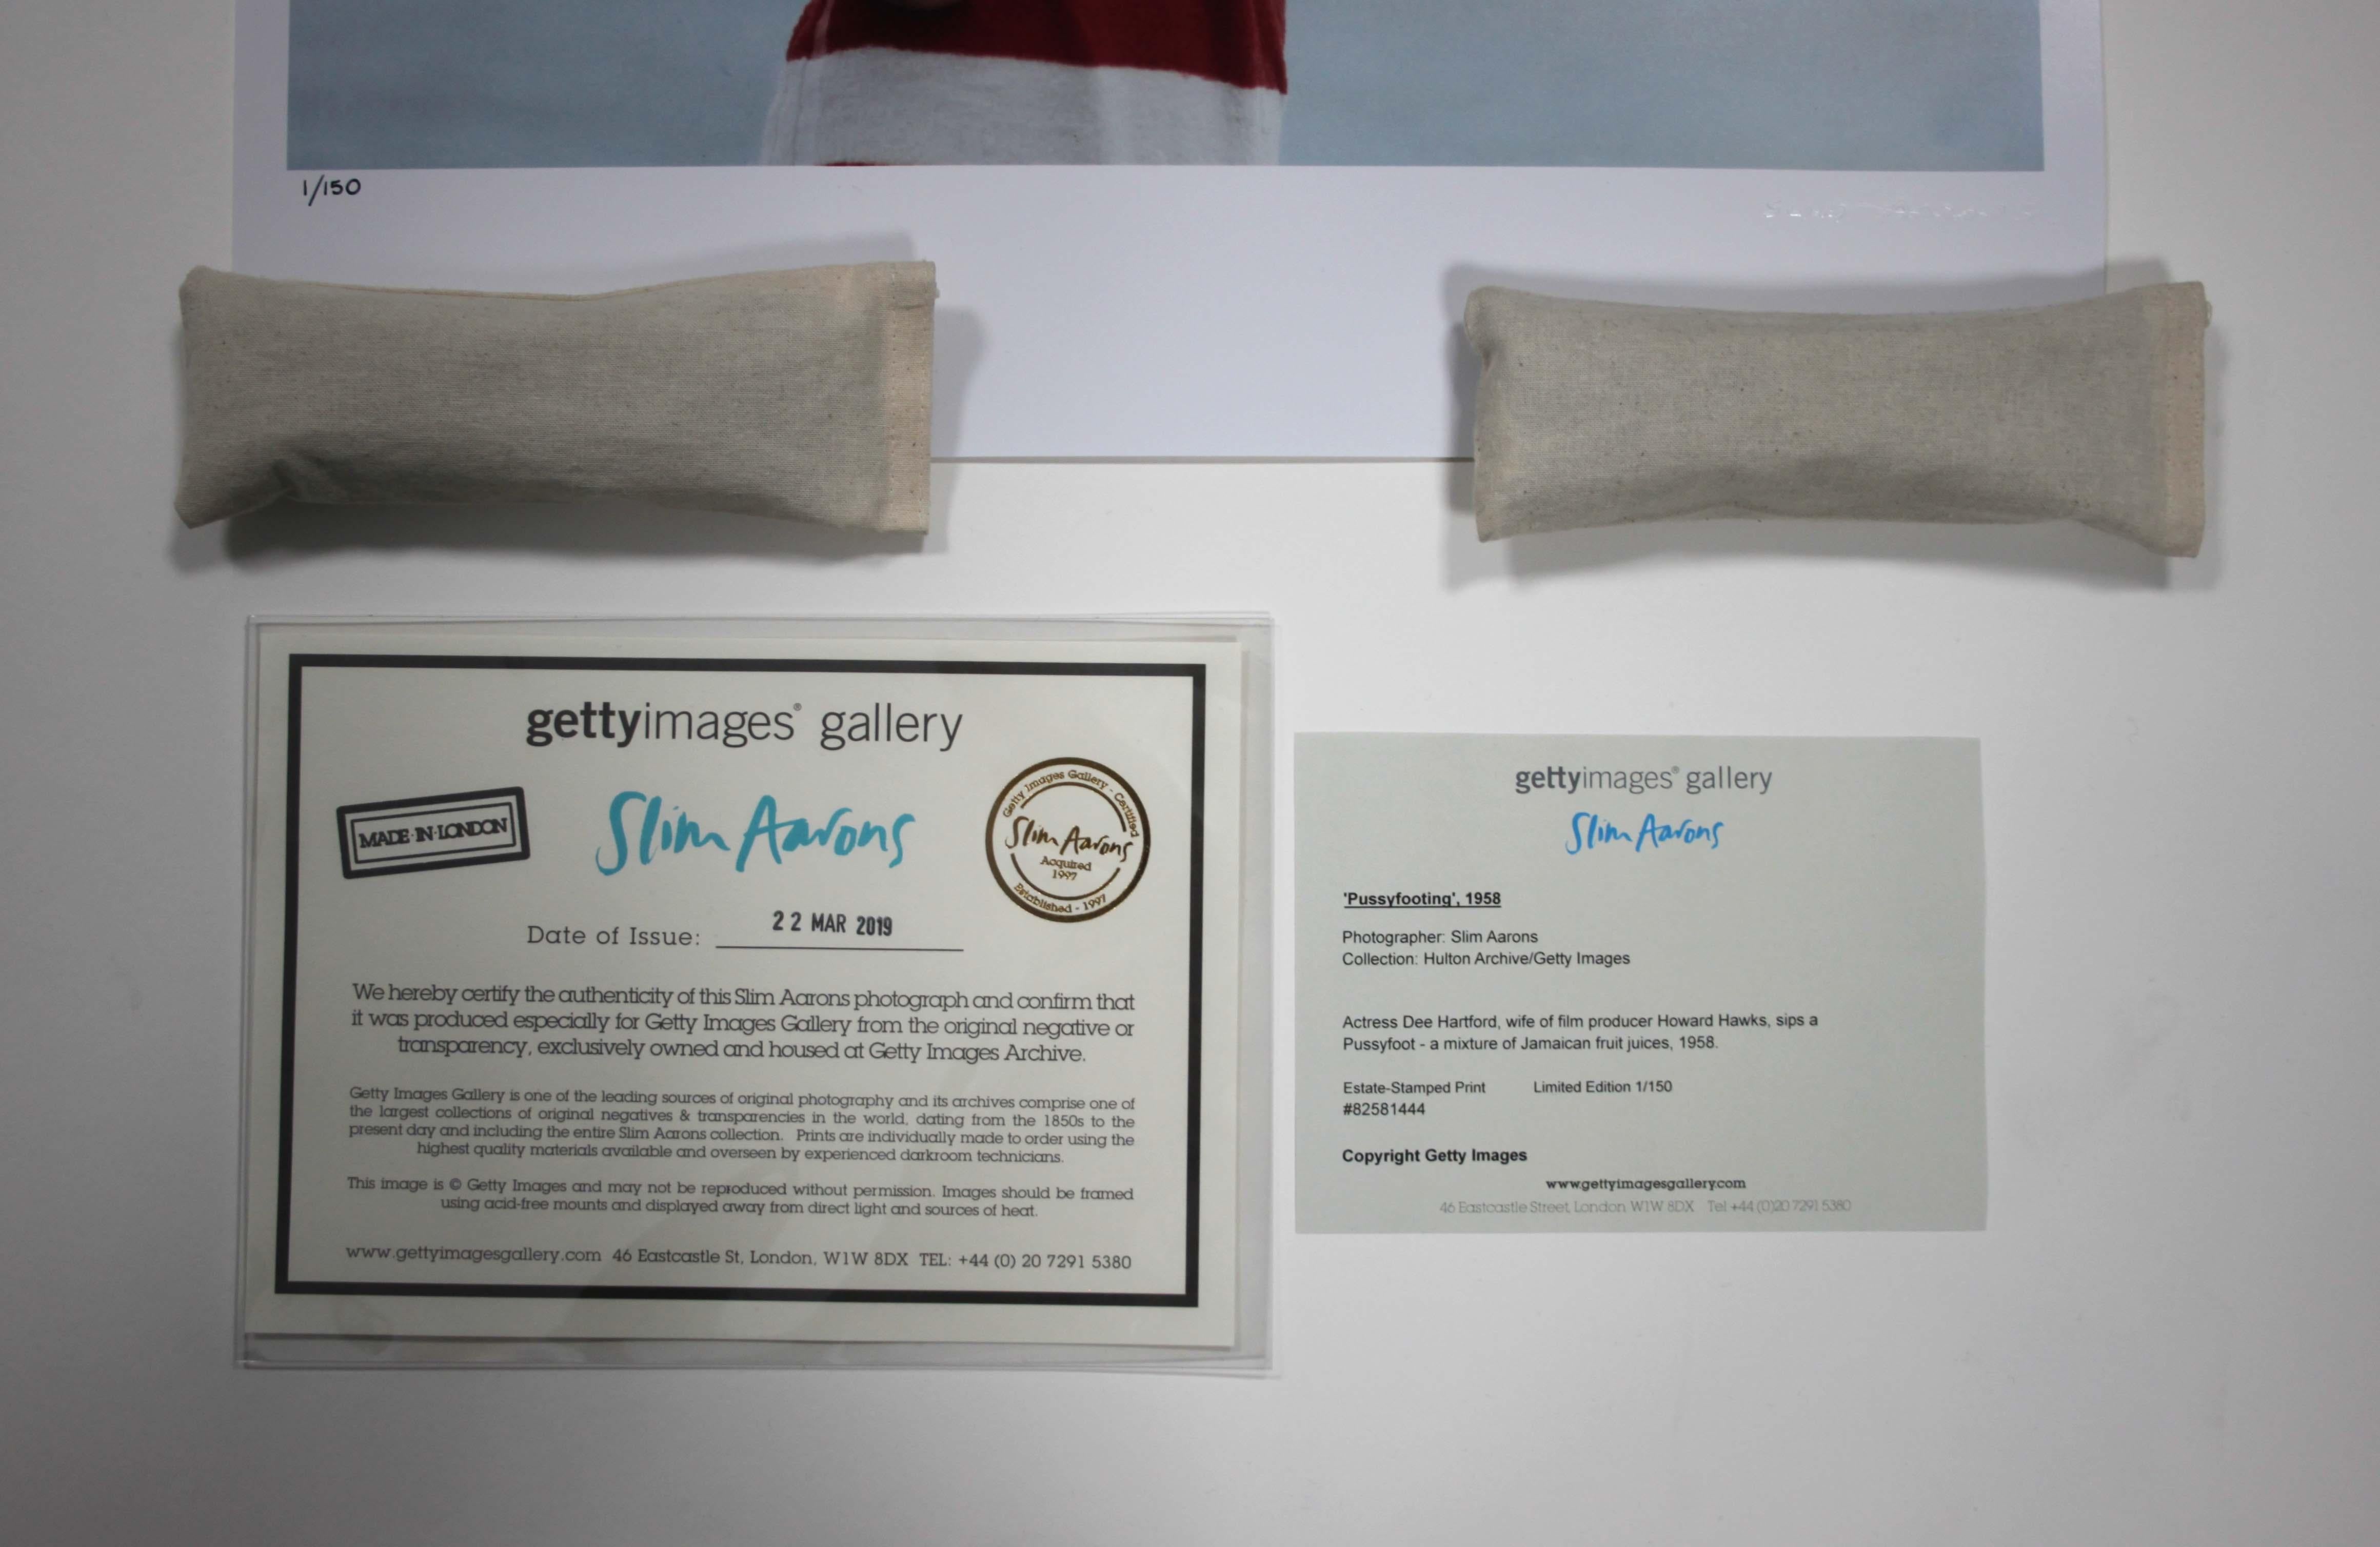 1/150
gettyimages® gallery
MADE·IN·LONDON
Slim Aarons
Getty Images Gallery - Certified
Slim Aarons
Acquired
1997
Established - 1997
Date of Issue: 22 MAR 2019
We hereby certify the authenticity of this Slim Aarons photograph and confirm that
it was produced especially for Getty Images Gallery from the original negative or
transparency, exclusively owned and housed at Getty Images Archive.
Getty Images Gallery is one of the leading sources of original photography and its archives comprise one of
the largest collections of original negatives & transparencies in the world, dating from the 1850s to the
present day and including the entire Slim Aarons collection. Prints are individually made to order using the
highest quality materials available and overseen by experienced darkroom technicians.
This image is © Getty Images and may not be reproduced without permission. Images should be framed
using acid-free mounts and displayed away from direct light and sources of heat.
www.gettyimagesgallery.com 46 Eastcastle St, London, W1W 8DX TEL: +44 (0) 20 7291 5380
gettyimages® gallery
Slim Aarons
'Pussyfooting', 1958
Photographer: Slim Aarons
Collection: Hulton Archive/Getty Images
Actress Dee Hartford, wife of film producer Howard Hawks, sips a
Pussyfoot - a mixture of Jamaican fruit juices, 1958.
Estate-Stamped Print Limited Edition 1/150
#82581444
Copyright Getty Images
www.gettyimagesgallery.com
46 Eastcastle Street, London W1W 8DX Tel +44 (0)20 7291 5380